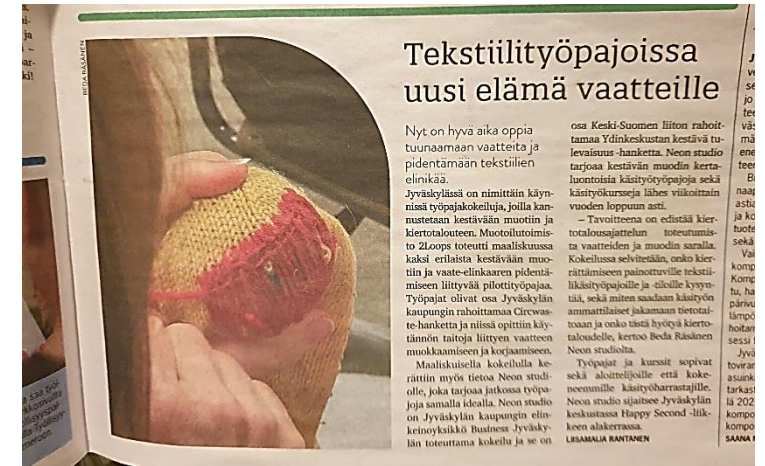 BEDA RÄSÄNEN
Tekstiilityöpajoissa
uusi elämä vaatteille
Nyt on hyvä aika oppia
tuunaamaan vaatteita ja
pidentämään tekstiilien
elinikää.
Jyväskylässä on nimittäin käyn-
nissä työpajakokeiluja, joilla kan-
nustetaan kestävään muotiin ja
kiertotalouteen. Muotoilutoimis-
to 2Loops toteutti maaliskuussa
kaksi erilaista kestävään muo-
tiin ja vaate-elinkaaren pidentä-
miseen liittyvää pilottityöpajaa.
Työpajat olivat osa Jyväskylän
kaupungin rahoittamaa Circwas-
te-hanketta ja niissä opittiin käy-
tännön taitoja liittyen vaatteen
muokkaamiseen ja korjaamiseen.
Maaliskuisella kokeilulla ke-
rättiin myös tietoa Neon studi-
olle, joka tarjoaa jatkossa työpa-
joja samalla idealla. Neon studio
on Jyväskylän kaupungin elin-
keinoyksikkö Business Jyväsky-
län toteuttama kokeilu ja se on
osa Keski-Suomen liiton rahoit-
tamaa Ydinkeskustan kestävä tu-
levaisuus -hanketta. Neon studio
tarjoaa kestävän muodin kerta-
luontoisia käsityötyöpajoja sekä
käsityökursseja lähes viikoittain
vuoden loppuun asti.
– Tavoitteena on edistää kier-
totalousajattelun toteutumis-
ta vaatteiden ja muodin saralla.
Kokeilussa selvitetään, onko kier-
rättämiseen painottuville tekstii-
likäsityöpajoille ja -tiloille kysyn-
tää, sekä miten saadaan käsityön
ammattilaiset jakamaan tietotai-
toaan ja onko tästä hyötyä kierto-
taloudelle, kertoo Beda Räsänen
Neon studiolta.
Työpajat ja kurssit sopivat
sekä aloittelijoille että koke-
neemmille käsityöharrastajille.
Neon studio sijaitsee Jyväskylän
keskustassa Happy Second -liik-
keen alakerrassa.
LIISAMAIJA RANTANEN